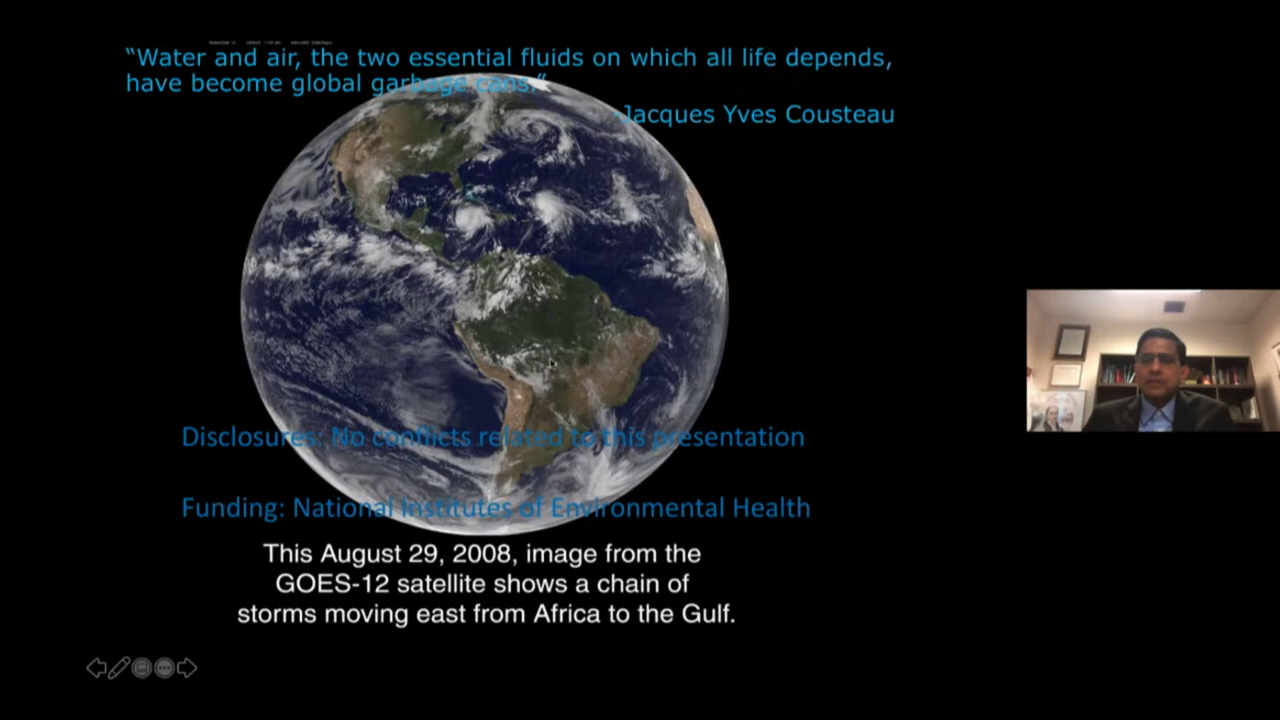 “Water and air, the two essential fluids on which all life depends,
have become global garbage cans.”
-Jacques Yves Cousteau
Disclosures: No conflicts related to this presentation
Funding: National Institutes of Environmental Health
This August 29, 2008, image from the
GOES-12 satellite shows a chain of
storms moving east from Africa to the Gulf.